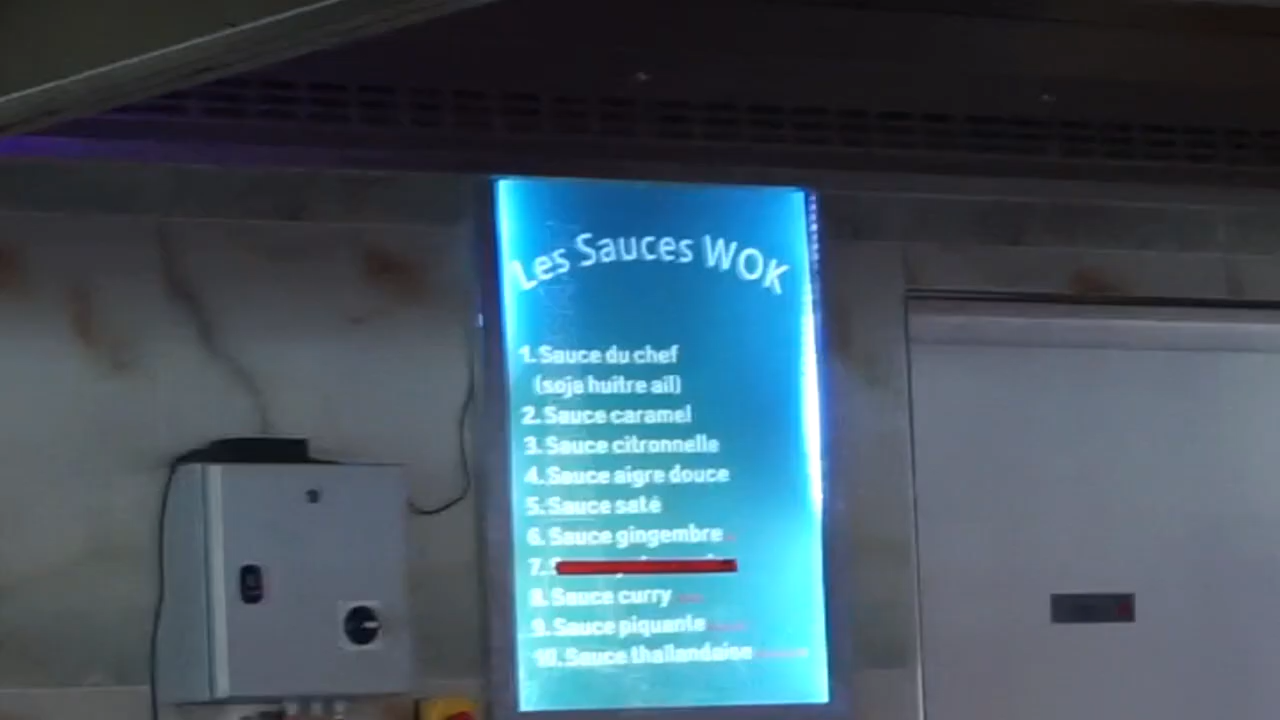 Les Sauces WOK
1. Sauce du chef
(soja huître ail)
2. Sauce caramel
3. Sauce citronnelle
4. Sauce aigre douce
5. Sauce saté
6. Sauce gingembre
7.
8. Sauce curry
9. Sauce piquante
10. Sauce thaïlandaise